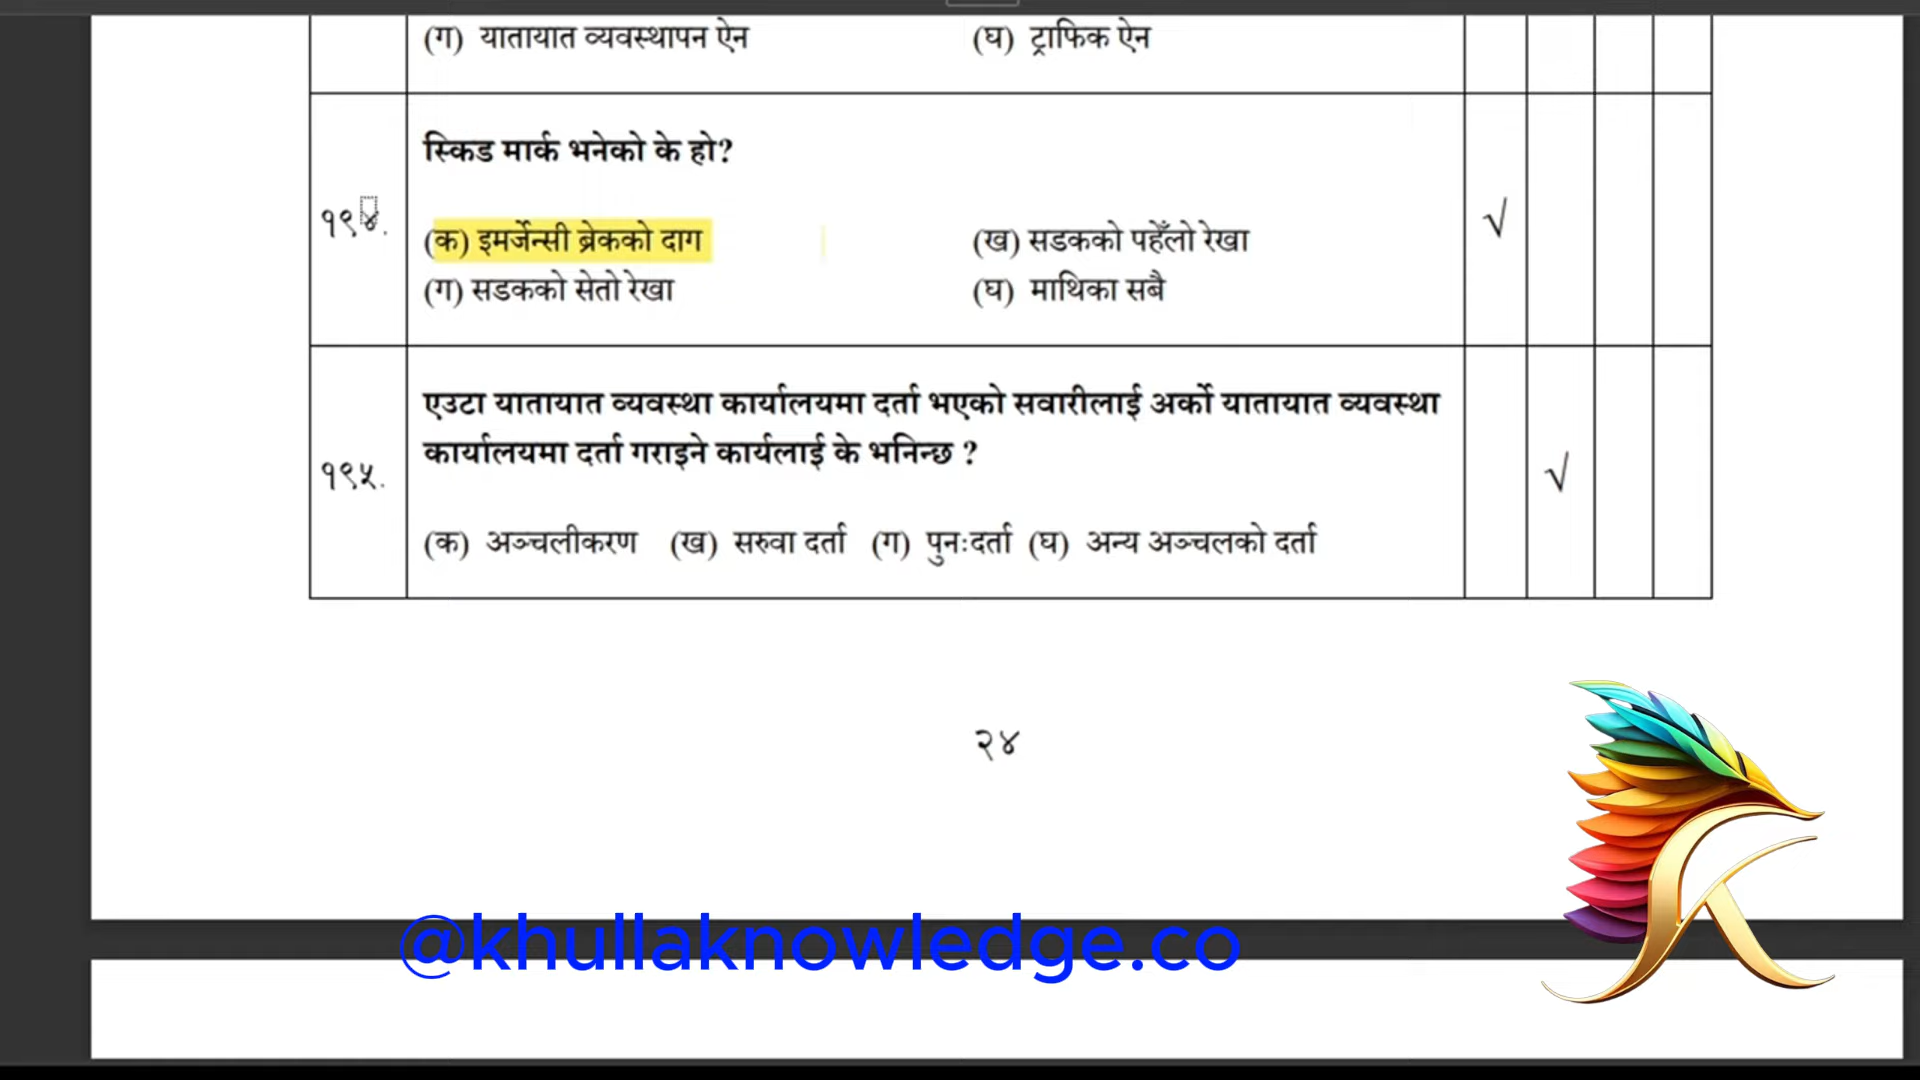 (ग) यातायात व्यवस्थापन ऐन (घ) ट्राफिक ऐन
स्किड मार्क भनेको के हो?
१९४. (क) इमर्जेन्सी ब्रेकको दाग (ख) सडकको पहेँलो रेखा √
(ग) सडकको सेतो रेखा (घ) माथिका सबै
एउटा यातायात व्यवस्था कार्यालयमा दर्ता भएको सवारीलाई अर्को यातायात व्यवस्था
कार्यालयमा दर्ता गराइने कार्यलाई के भनिन्छ ?
१९५. √
(क) अञ्चलीकरण (ख) सरुवा दर्ता (ग) पुनःदर्ता (घ) अन्य अञ्चलको दर्ता
२४
@khullaknowledge.co